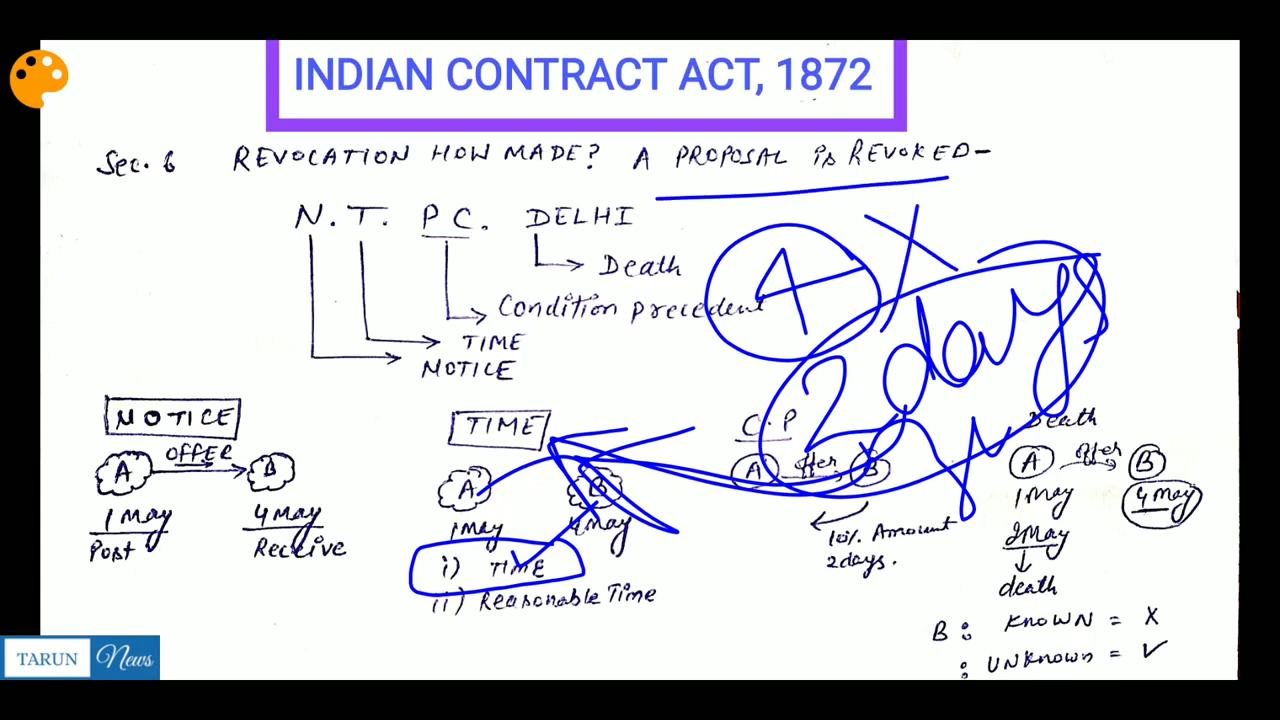 INDIAN CONTRACT ACT, 1872
Sec. 6 REVOCATION HOW MADE? A PROPOSAL is REVOKED-
N. T. P C. DELHI
Death
Condition precedent
TIME
NOTICE
4 X
2 days
NOTICE
A OFFER B
1 May 4 May
Post Receive
TIME
A B
1 May 4 May
i) TIME
ii) Reasonable Time
C. P
A offer B
10%. Amount
2 days.
Death
A offer B
1 May 4 May
2 May
death
B : KNOWN = X
: UNKNOWN = ✓
TARUN News